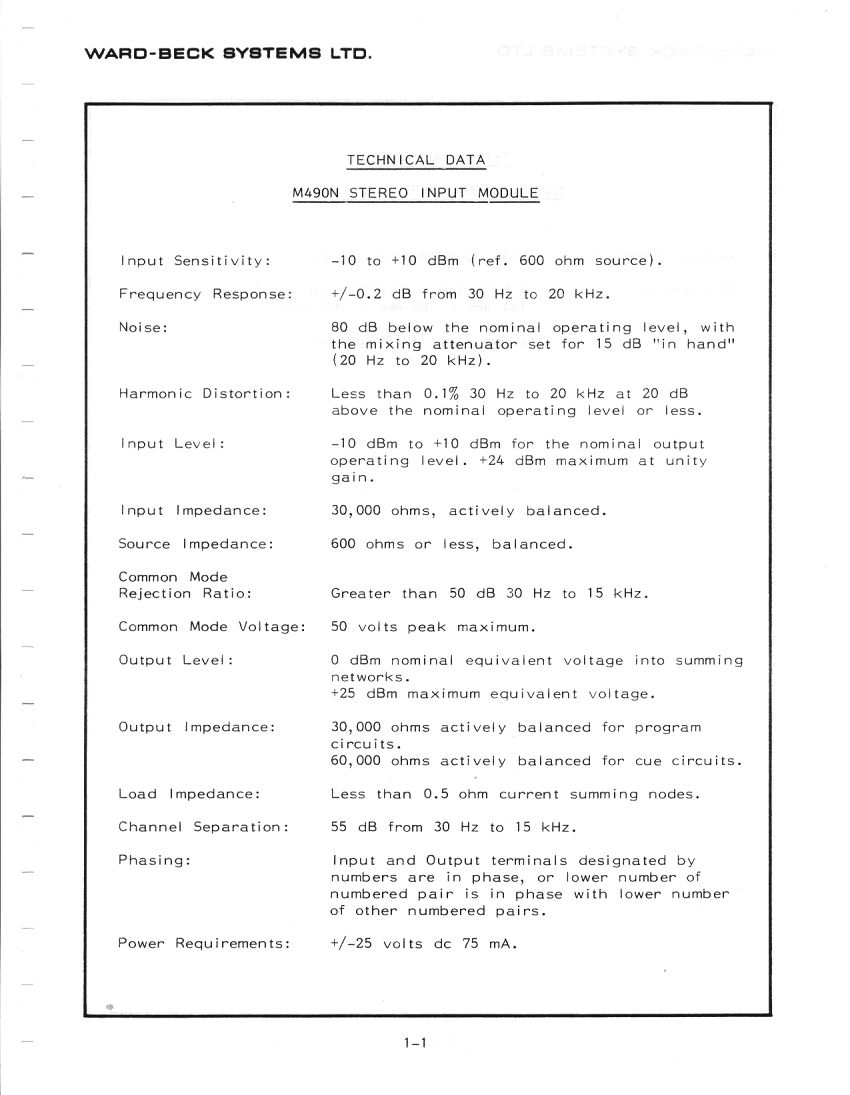 WARD-BECK SYSTEMS LTD.
TECHNICAL DATA
M490N STEREO INPUT MODULE
Input Sensitivity: -10 to +10 dBm (ref. 600 ohm source).
Frequency Response: +/-0.2 dB from 30 Hz to 20 kHz.
Noise: 80 dB below the nominal operating level, with
the mixing attenuator set for 15 dB "in hand"
(20 Hz to 20 kHz).
Harmonic Distortion: Less than 0.1% 30 Hz to 20 kHz at 20 dB
above the nominal operating level or less.
Input Level: -10 dBm to +10 dBm for the nominal output
operating level. +24 dBm maximum at unity
gain.
Input Impedance: 30,000 ohms, actively balanced.
Source Impedance: 600 ohms or less, balanced.
Common Mode
Rejection Ratio: Greater than 50 dB 30 Hz to 15 kHz.
Common Mode Voltage: 50 volts peak maximum.
Output Level: 0 dBm nominal equivalent voltage into summing
networks.
+25 dBm maximum equivalent voltage.
Output Impedance: 30,000 ohms actively balanced for program
circuits.
60,000 ohms actively balanced for cue circuits.
Load Impedance: Less than 0.5 ohm current summing nodes.
Channel Separation: 55 dB from 30 Hz to 15 kHz.
Phasing: Input and Output terminals designated by
numbers are in phase, or lower number of
numbered pair is in phase with lower number
of other numbered pairs.
Power Requirements: +/-25 volts dc 75 mA.
1-1